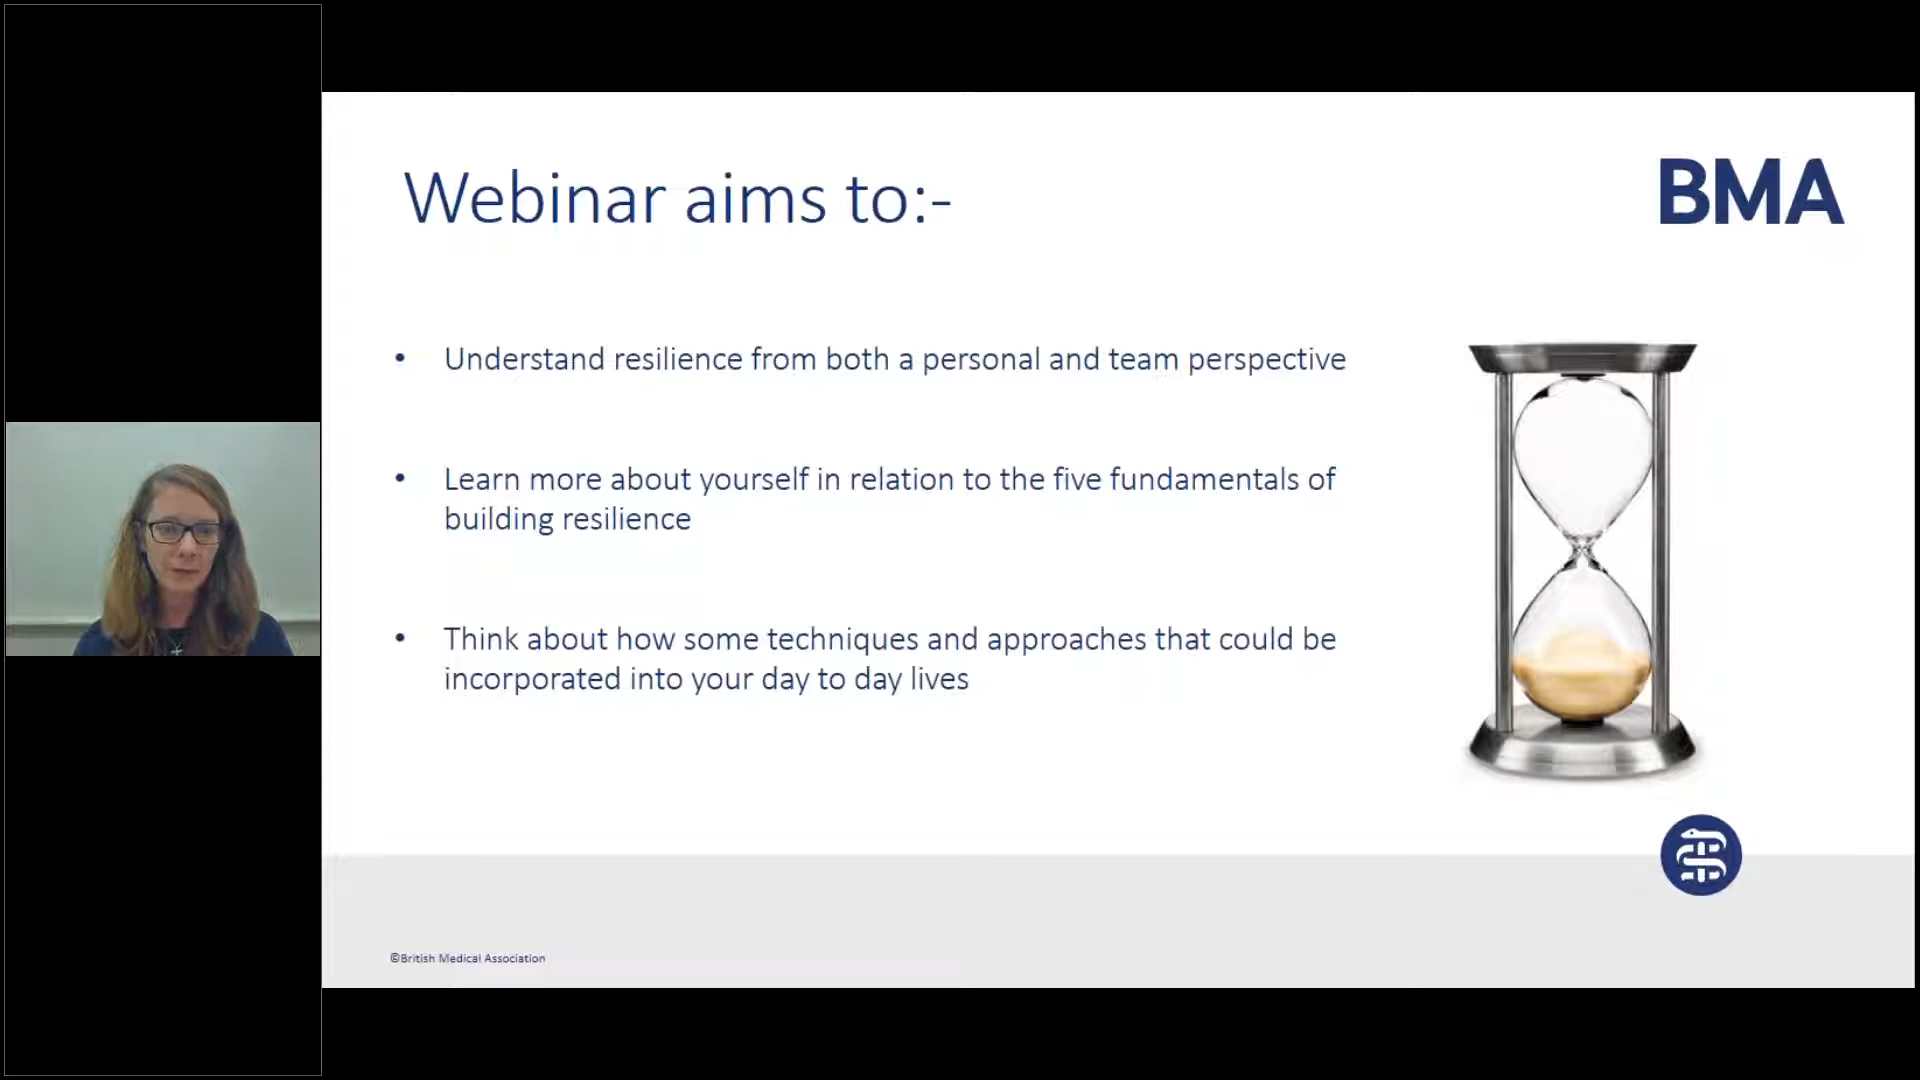 Webinar aims to:-
BMA
• Understand resilience from both a personal and team perspective
• Learn more about yourself in relation to the five fundamentals of
building resilience
• Think about how some techniques and approaches that could be
incorporated into your day to day lives
©British Medical Association